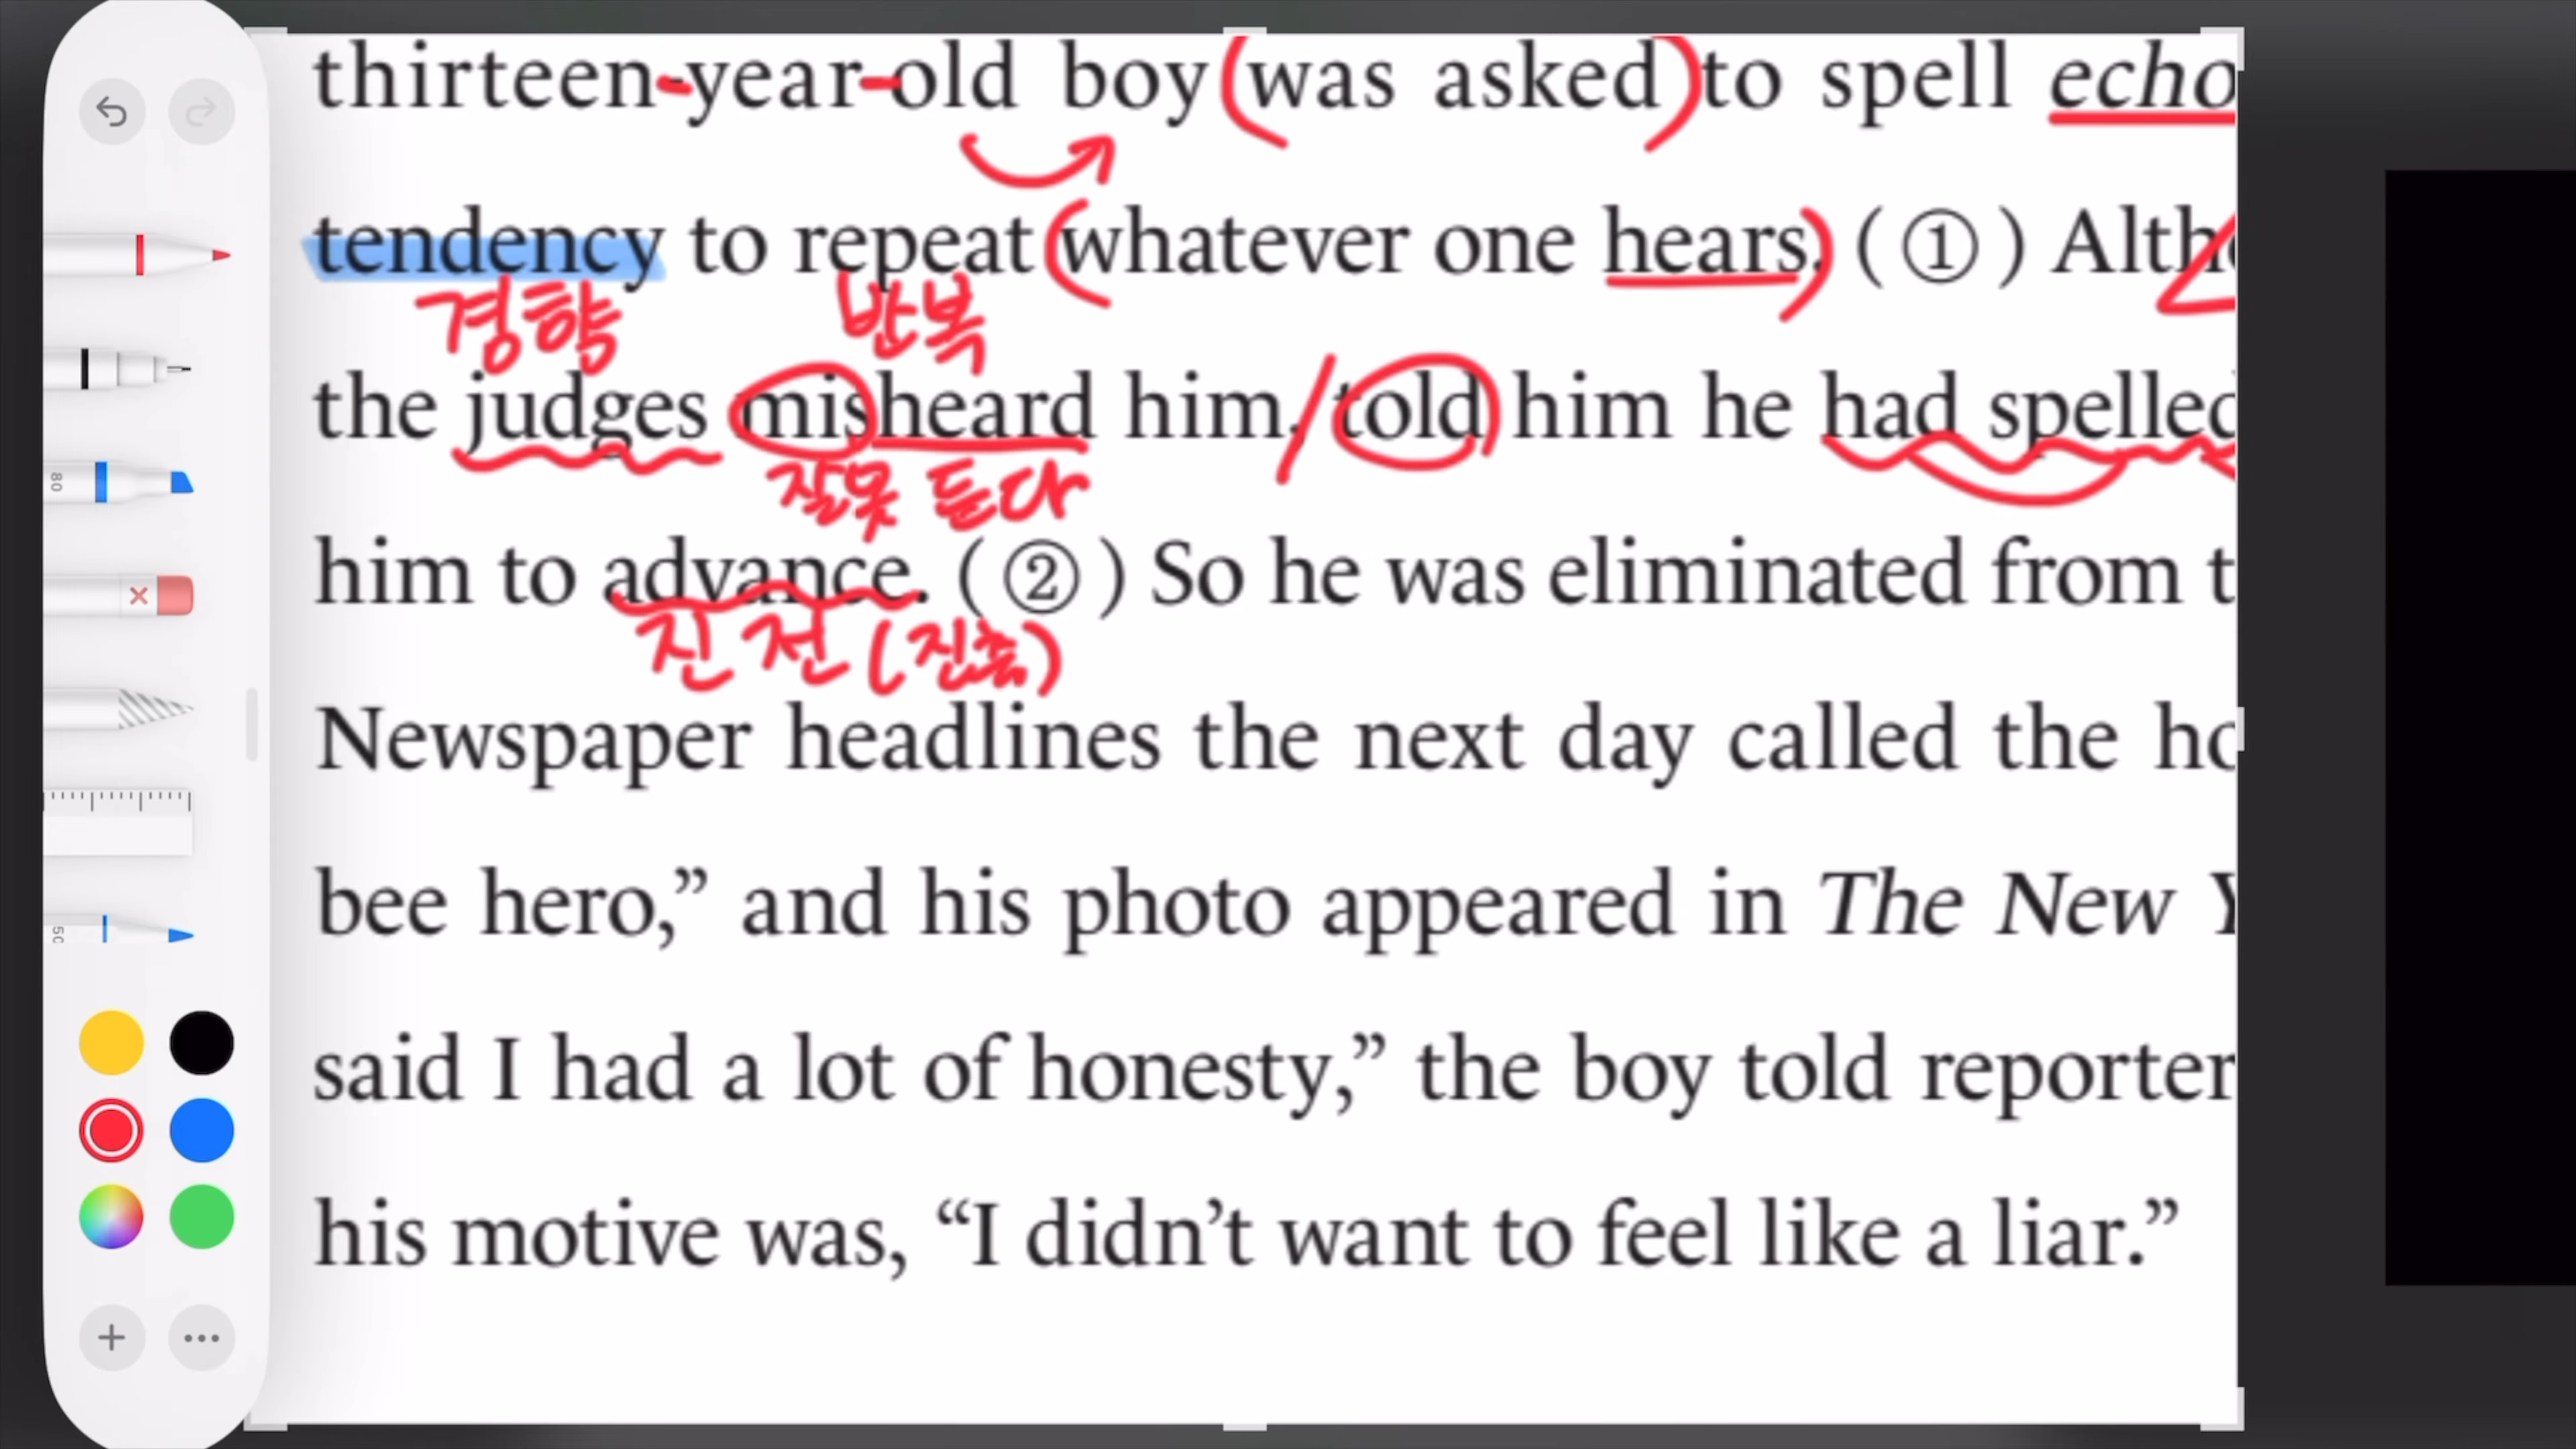 thirteen-year-old boy (was asked) to spell echo
tendency to repeat (whatever one hears.) ( ① ) Altho
경향 반복
the judges misheard him, / told him he had spelled
잘못 듣다
him to advance. ( ② ) So he was eliminated from t
진전 (진출)
Newspaper headlines the next day called the ho
bee hero,” and his photo appeared in The New Y
said I had a lot of honesty,” the boy told reporter
his motive was, “I didn’t want to feel like a liar.”
80
50